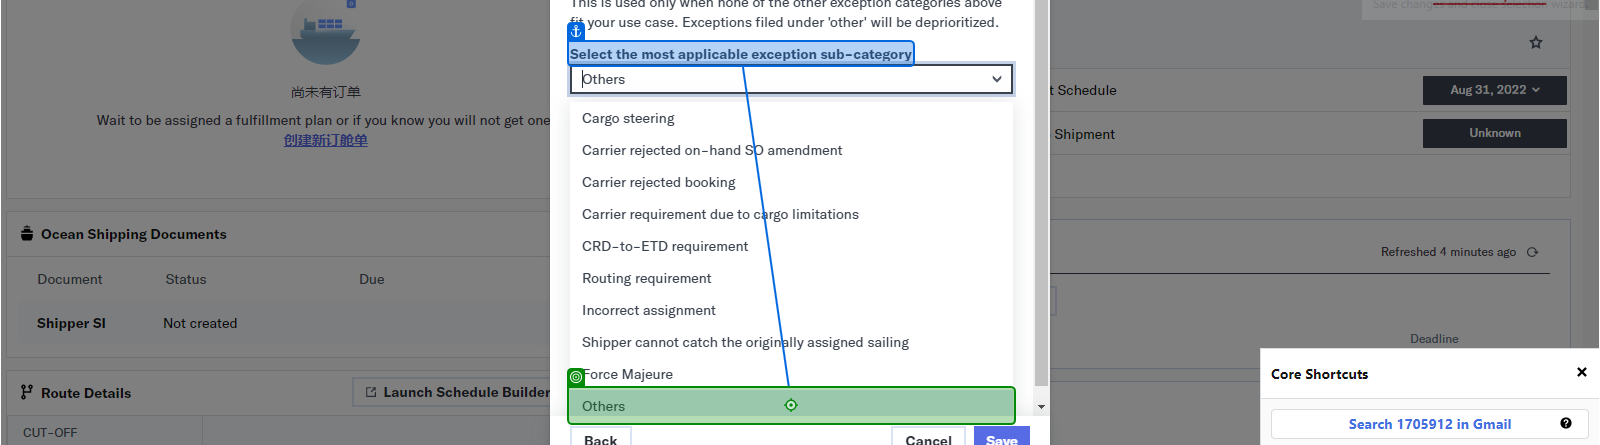 This is used only when none of the other exception categories above
fit your use case. Exceptions filed under 'other' will be deprioritized.
Save changes and close selection wizard
Select the most applicable exception sub-category
Others
Cargo steering
Carrier rejected on-hand SO amendment
Carrier rejected booking
Carrier requirement due to cargo limitations
CRD-to-ETD requirement
Routing requirement
Incorrect assignment
Shipper cannot catch the originally assigned sailing
Force Majeure
Others
Back
Cancel
Save
尚未有订单
Wait to be assigned a fulfillment plan or if you know you will not get one
创建新订舱单
Ocean Shipping Documents
Document Status Due
Shipper SI Not created
Route Details
Launch Schedule Builder
CUT-OFF
t Schedule
Aug 31, 2022
Shipment
Unknown
Refreshed 4 minutes ago
Deadline
Core Shortcuts
Search 1705912 in Gmail